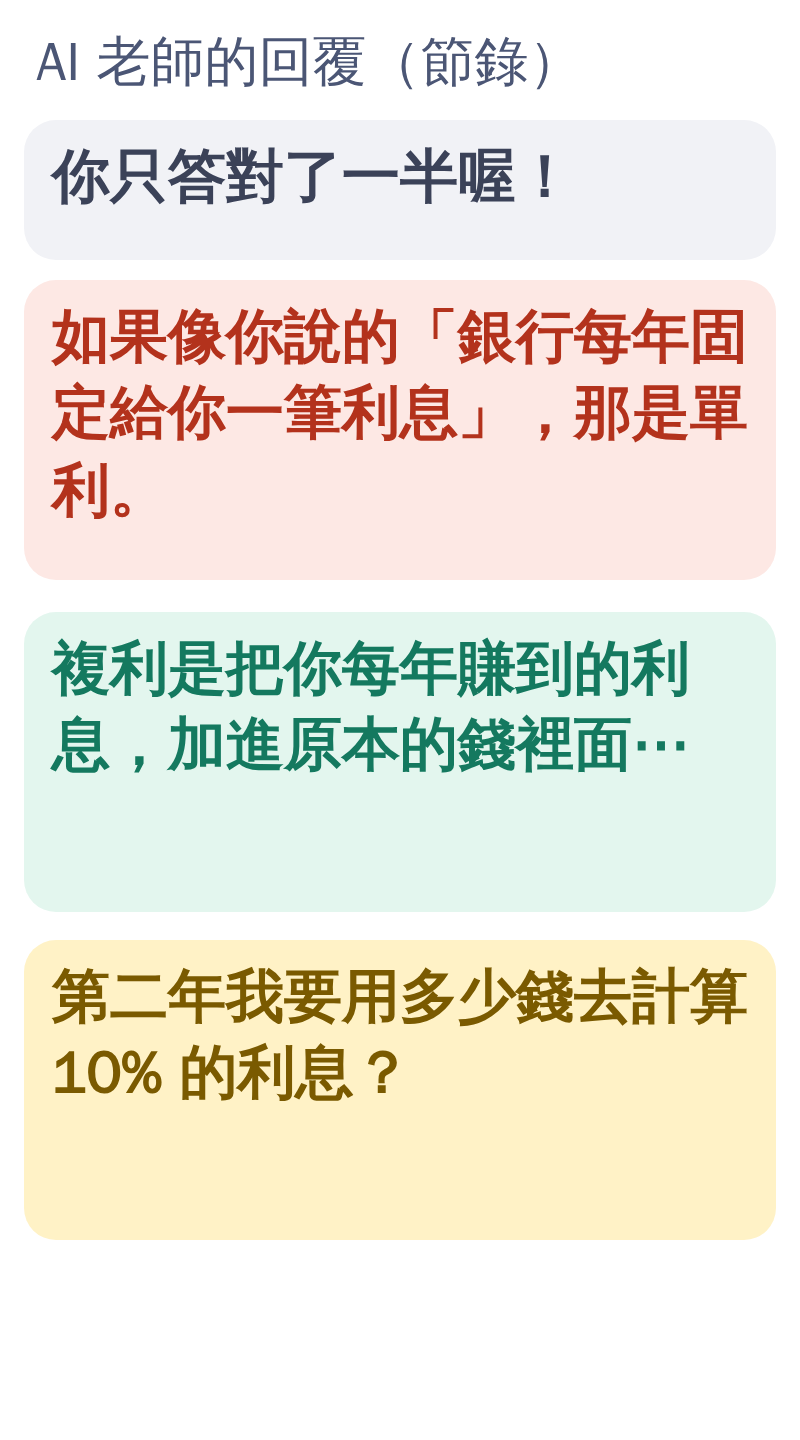 AI 老師的回覆（節錄）
你只答對了一半喔！
如果像你說的「銀行每年固
定給你一筆利息」，那是單
利。
複利是把你每年賺到的利
息，加進原本的錢裡面⋯
第二年我要用多少錢去計算
10% 的利息？